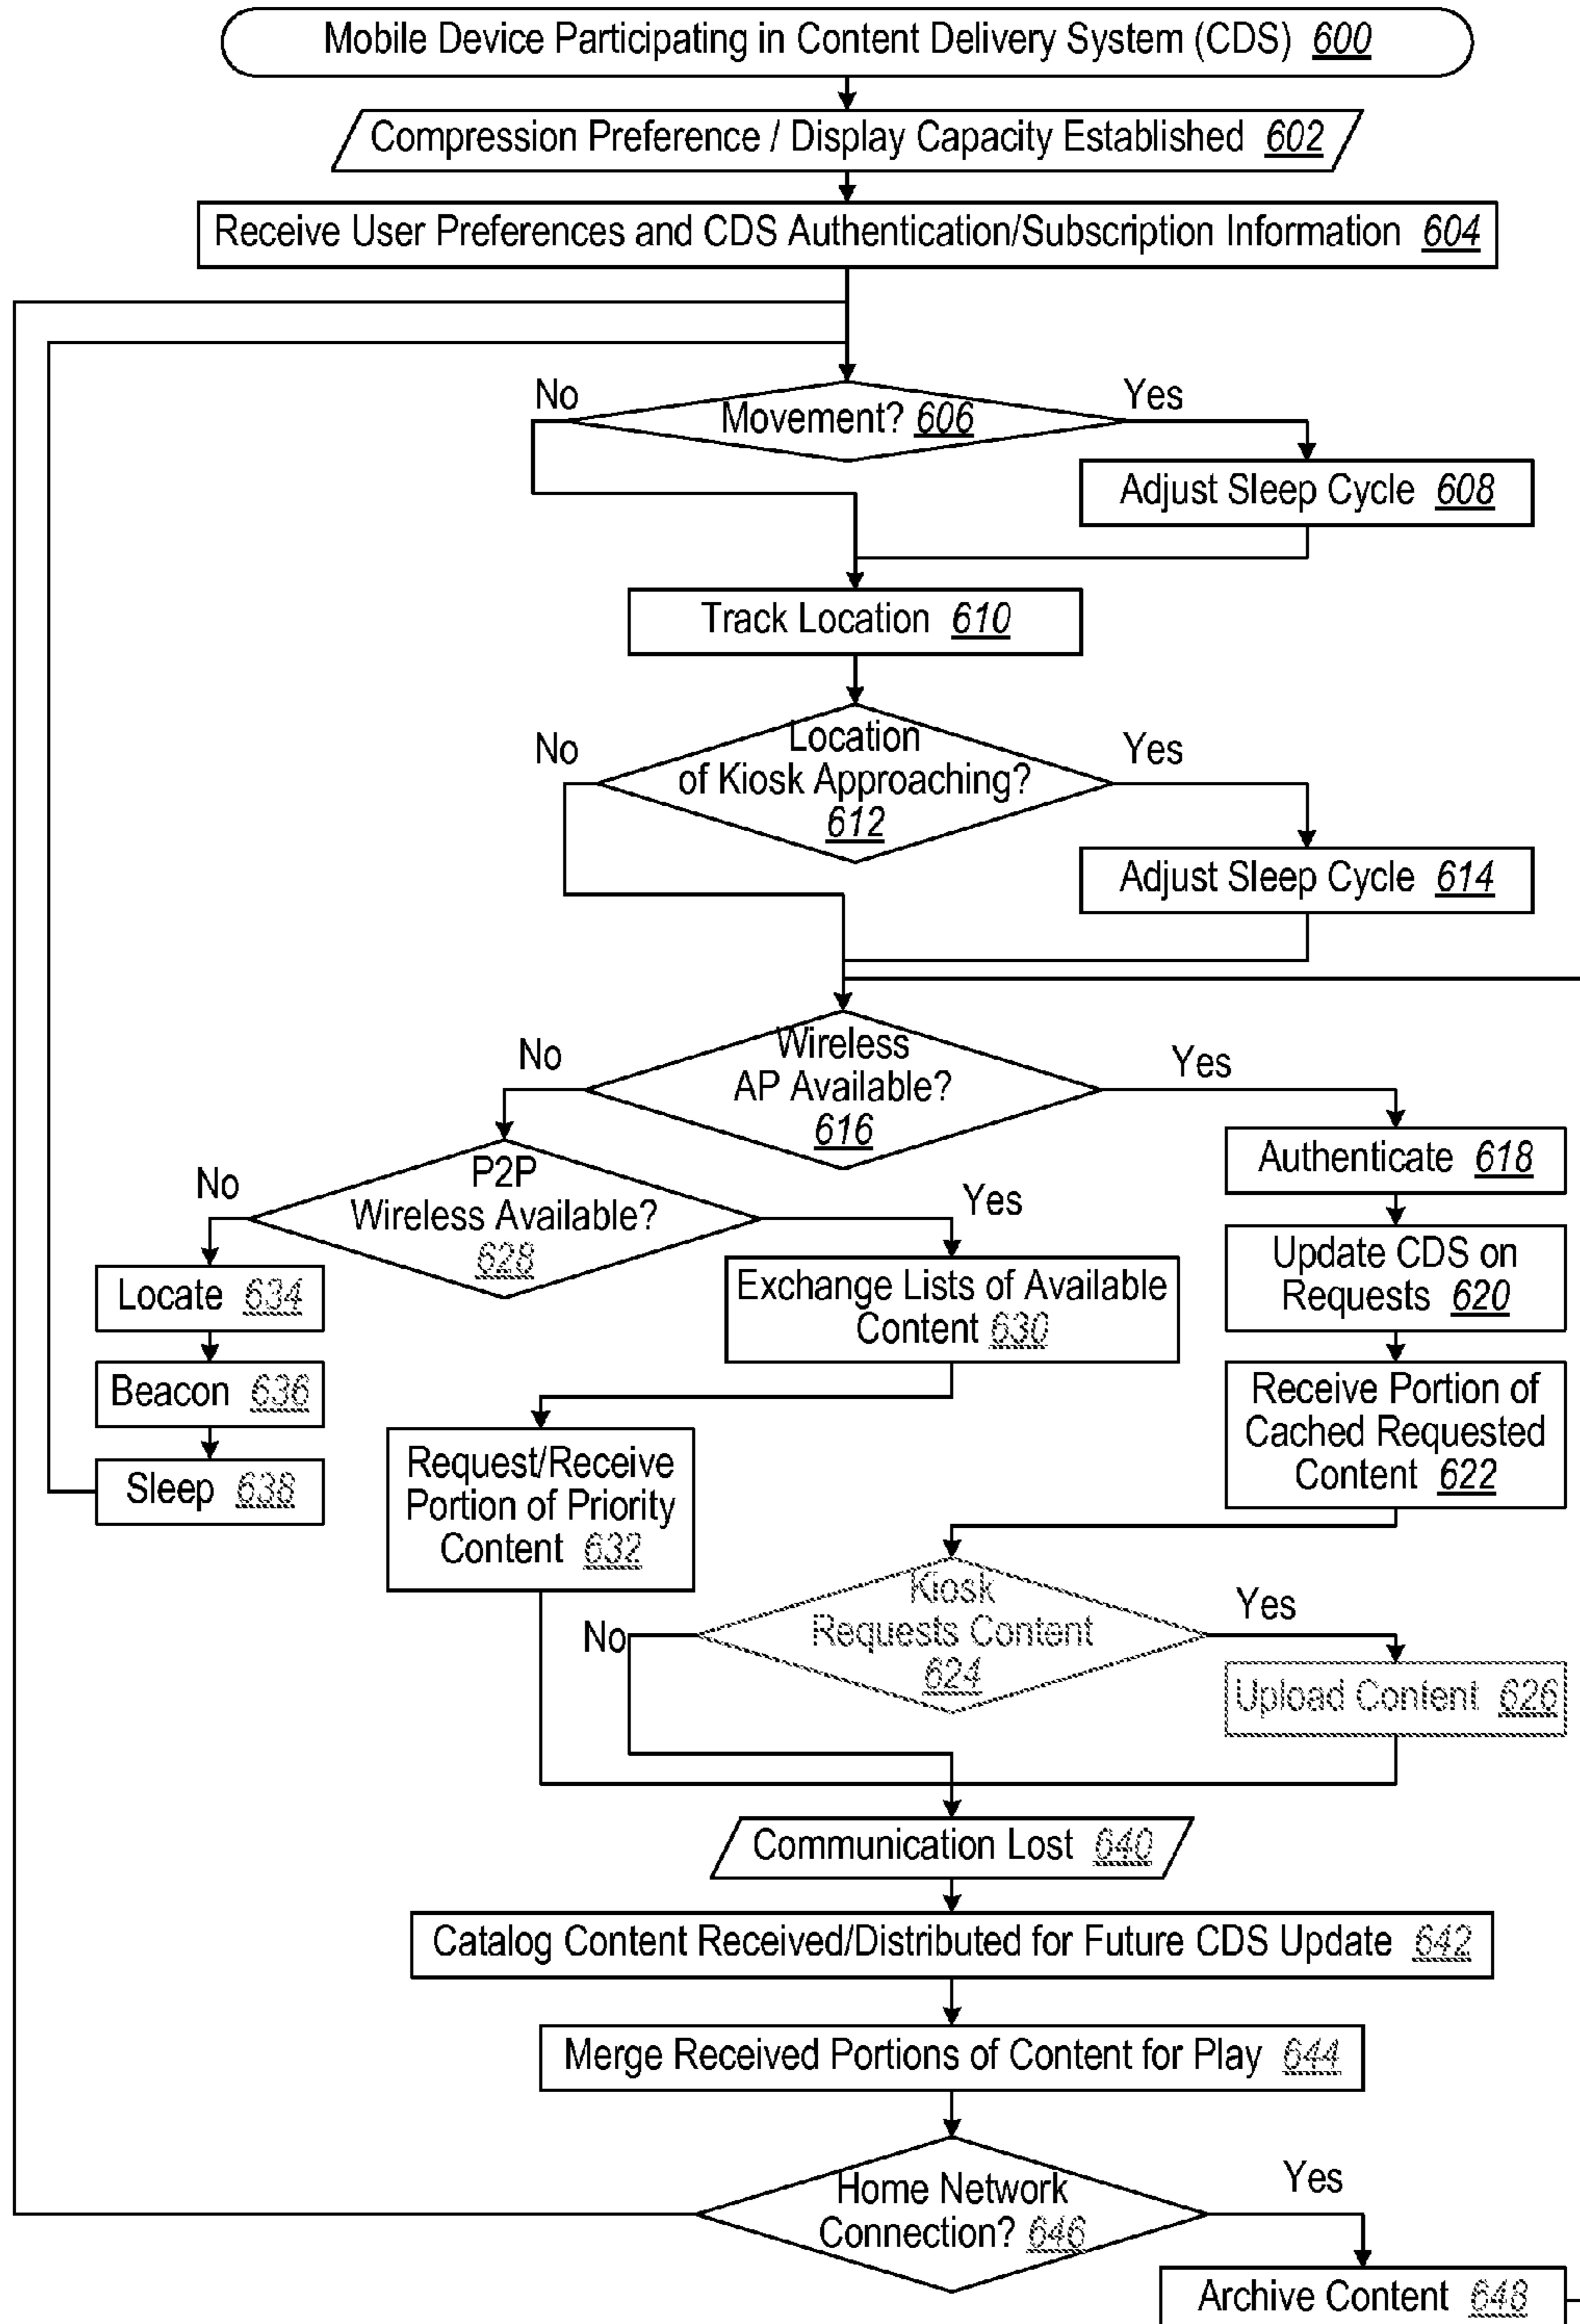 Mobile Device Participating in Content Delivery System (CDS) 600
Compression Preference / Display Capacity Established 602
Receive User Preferences and CDS Authentication/Subscription Information 604
No
Yes
Movement? 606
Adjust Sleep Cycle 608
Track Location 610
No
Yes
Location
of Kiosk Approaching?
612
Adjust Sleep Cycle 614
No
Yes
Wireless
AP Available?
616
Authenticate 618
No
Yes
P2P
Wireless Available?
628
Update CDS on
Requests 620
Locate 634
Exchange Lists of Available
Content 630
Beacon 636
Receive Portion of
Cached Requested
Content 622
Sleep 638
Request/Receive
Portion of Priority
Content 632
Kiosk
Requests Content
624
No
Yes
Upload Content 626
Communication Lost 640
Catalog Content Received/Distributed for Future CDS Update 642
Merge Received Portions of Content for Play 644
Home Network
Connection? 646
Yes
Archive Content 648